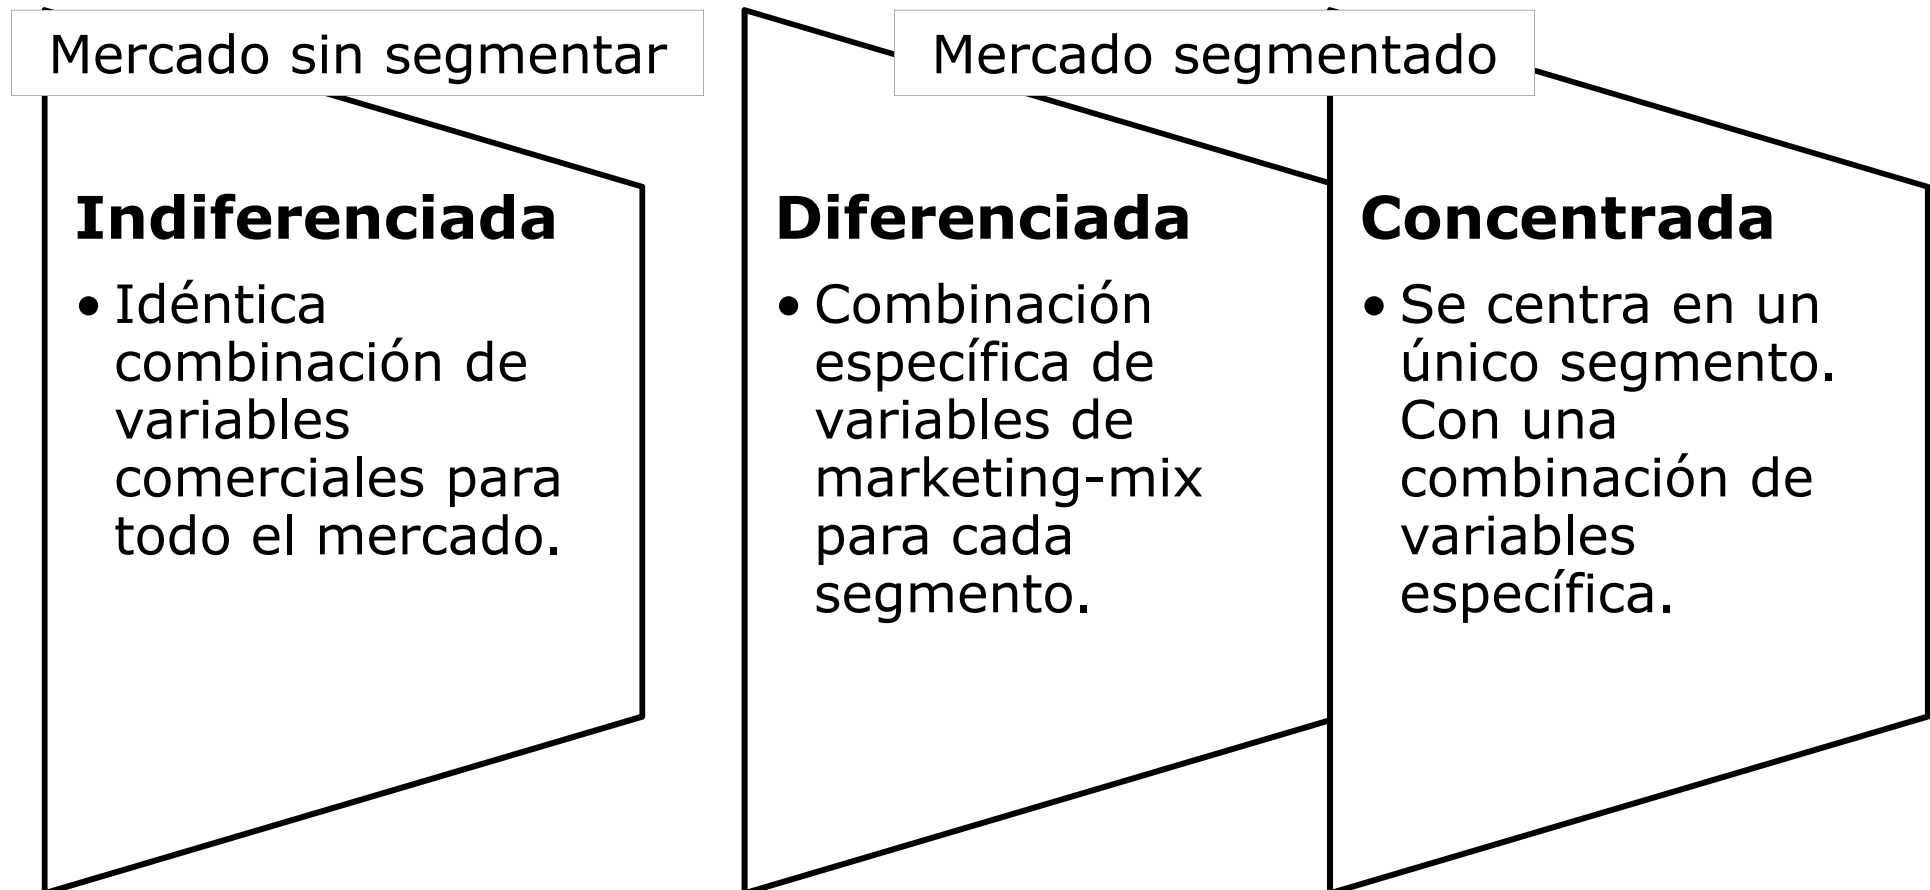 Mercado sin segmentar
Mercado segmentado
Indiferenciada
• Idéntica
combinación de
variables
comerciales para
todo el mercado.
Diferenciada
• Combinación
específica de
variables de
marketing-mix
para cada
segmento.
Concentrada
• Se centra en un
único segmento.
Con una
combinación de
variables
específica.